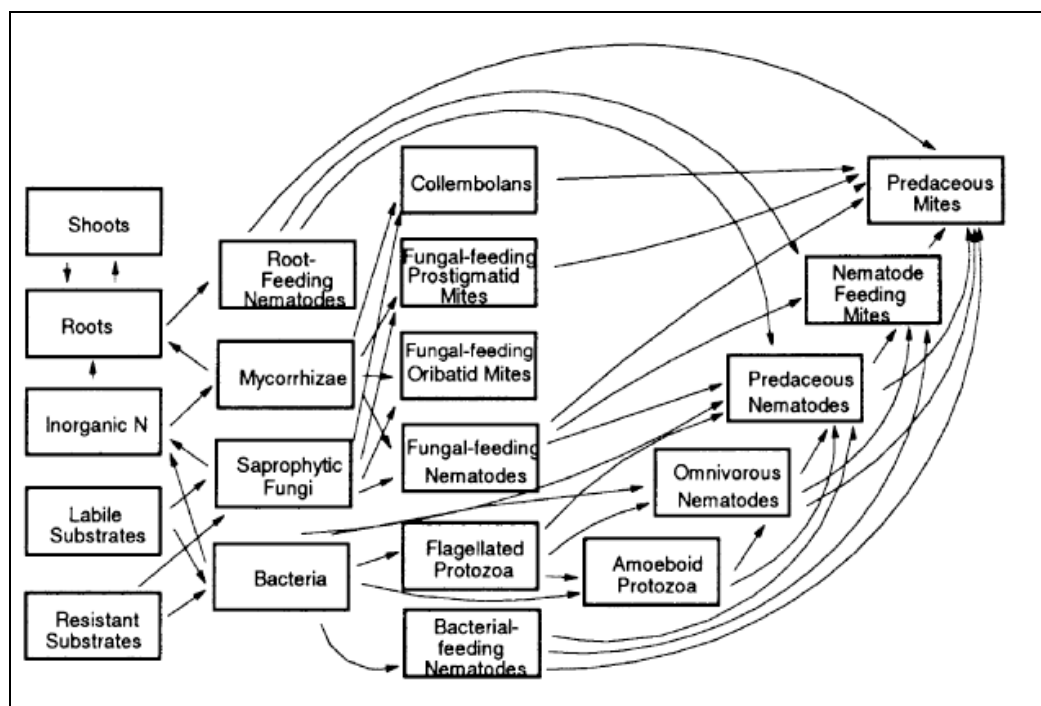 Shoots
Roots
Inorganic N
Labile
Substrates
Resistant
Substrates
Root-
Feeding
Nematodes
Mycorrhizae
Saprophytic
Fungi
Bacteria
Collembolans
Fungal-feeding
Prostigmatid
Mites
Fungal-feeding
Oribatid Mites
Fungal-feeding
Nematodes
Flagellated
Protozoa
Bacterial-
feeding
Nematodes
Amoeboid
Protozoa
Omnivorous
Nematodes
Predaceous
Nematodes
Nematode
Feeding
Mites
Predaceous
Mites